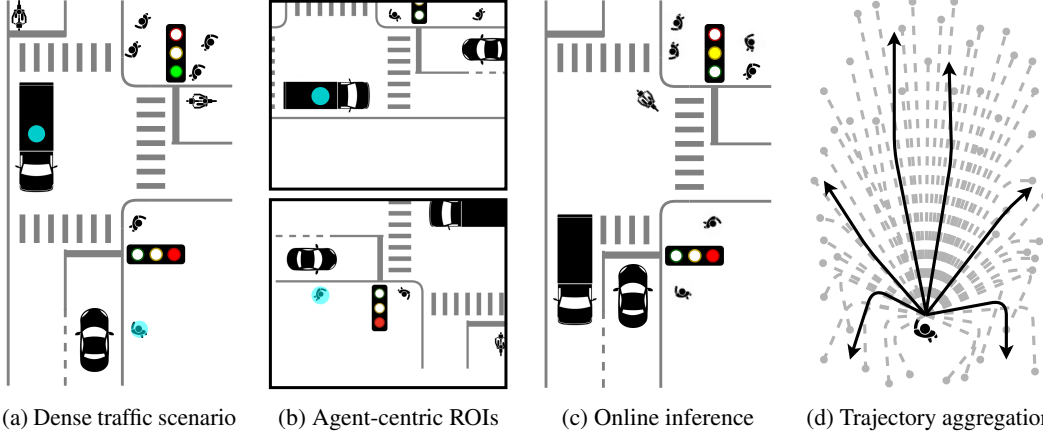 (a) Dense traffic scenario
(b) Agent-centric ROIs
(c) Online inference
(d) Trajectory aggregation